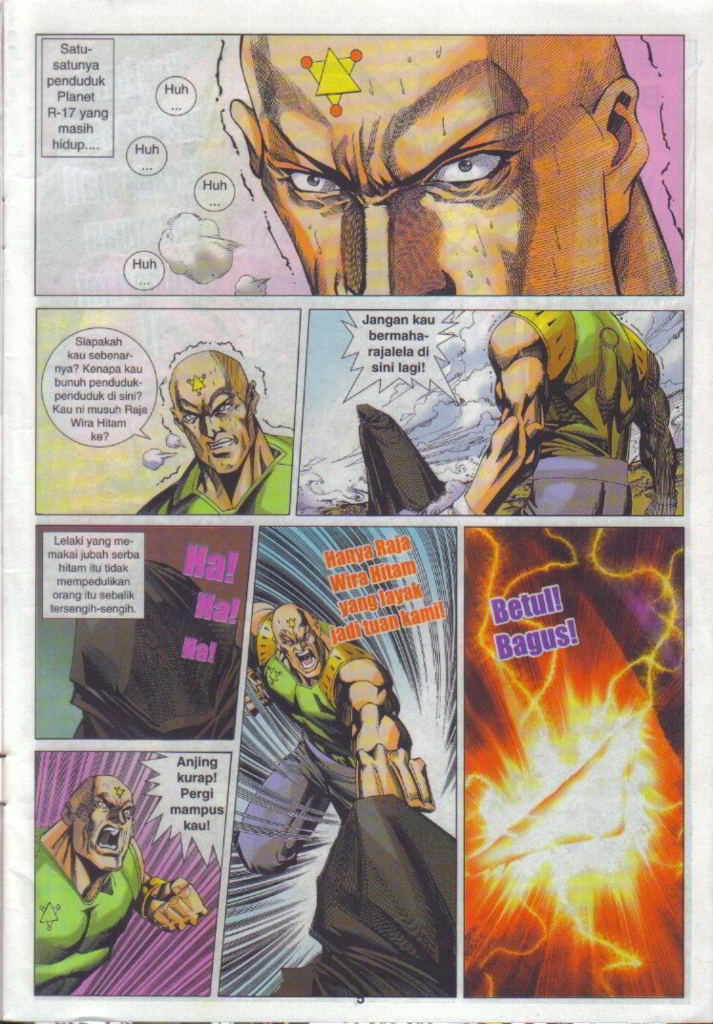 Satu-
satunya
penduduk
Planet
R-17 yang
masih
hidup....
Huh
...
Huh
...
Huh
...
Huh
...
Siapakah
kau sebenar-
nya? Kenapa kau
bunuh penduduk-
penduduk di sini?
Kau ni musuh Raja
Wira Hitam
ke?
Jangan kau
bermaha-
rajalela di
sini lagi!
Lelaki yang me-
makai jubah serba
hitam itu tidak
mempedulikan
orang itu sebalik
tersengih-sengih.
Ha!
Ha!
Ha!
Anjing
kurap!
Pergi
mampus
kau!
Hanya Raja
Wira Hitam
yang layak
jadi tuan kami!
Betul!
Bagus!
5